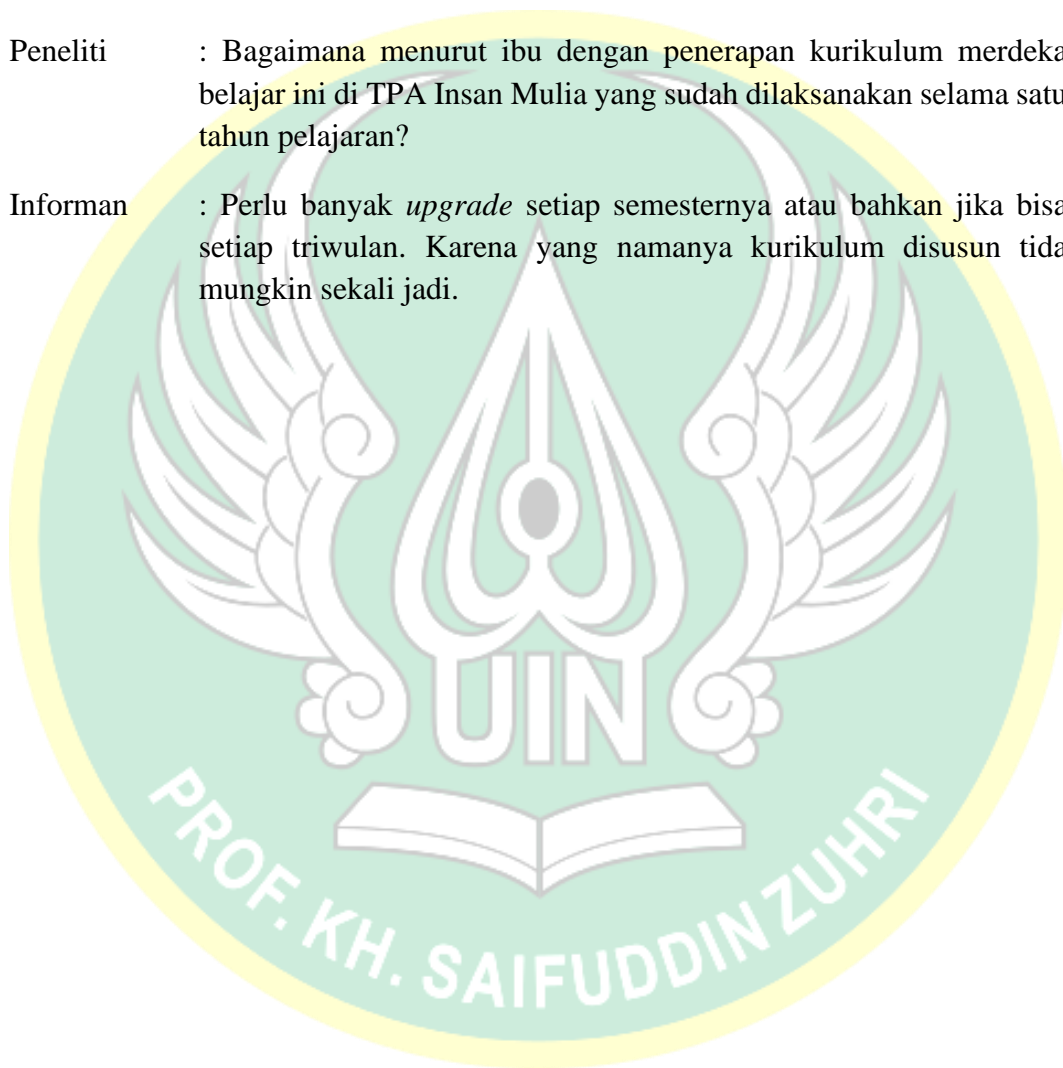 Peneliti : Bagaimana menurut ibu dengan penerapan kurikulum merdeka
belajar ini di TPA Insan Mulia yang sudah dilaksanakan selama satu
tahun pelajaran?
Informan : Perlu banyak upgrade setiap semesternya atau bahkan jika bisa
setiap triwulan. Karena yang namanya kurikulum disusun tida
mungkin sekali jadi.
UIN
PROF. KH. SAIFUDDIN ZUHRI